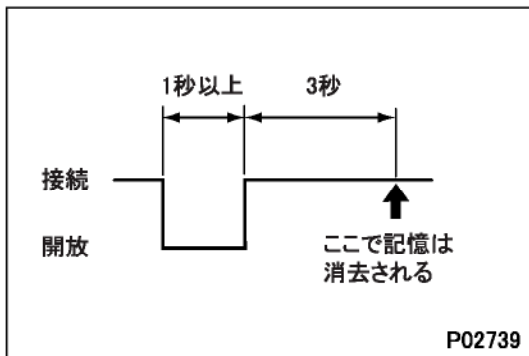 1秒以上
3秒
接続
開放
ここで記憶は
消去される
P02739